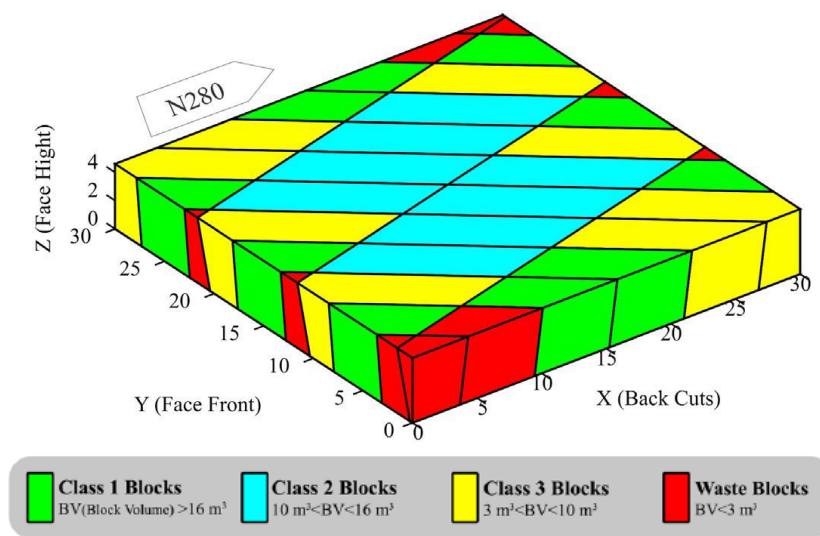 N280
Z (Face Hight)
4
2
0
30
25
20
15
10
5
0
Y (Face Front)
0
5
10
15
20
25
30
X (Back Cuts)
Class 1 Blocks
BV(Block Volume) >16 m³
Class 2 Blocks
10 m³<BV<16 m³
Class 3 Blocks
3 m³<BV<10 m³
Waste Blocks
BV<3 m³